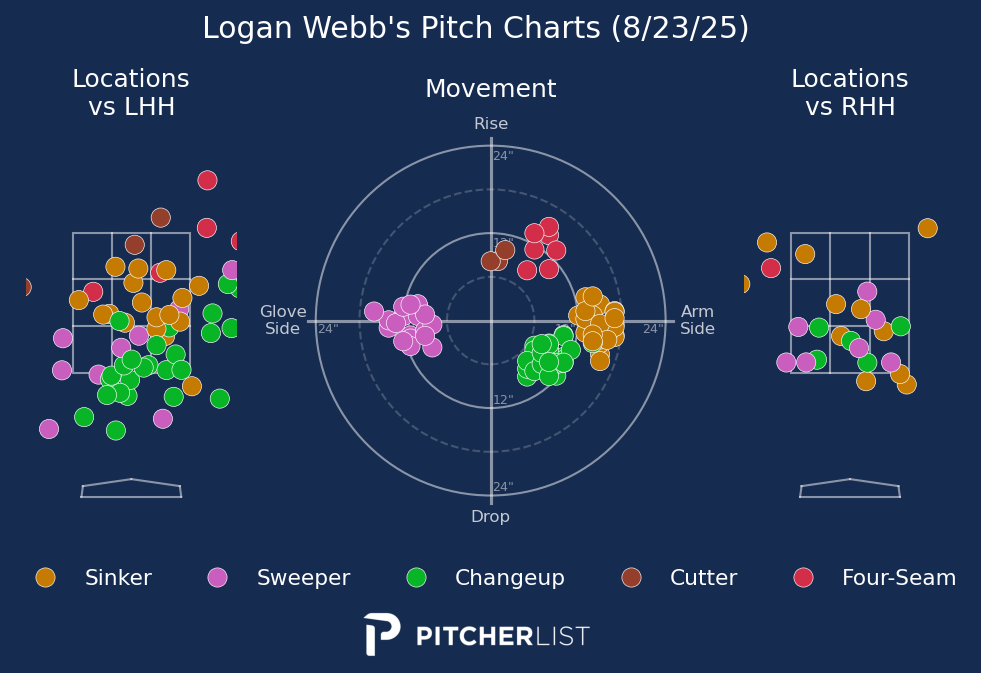 Logan Webb's Pitch Charts (8/23/25)
Locations
vs LHH
Movement
Locations
vs RHH
Rise
24"
12"
Glove
Side
24"
24"
Arm
Side
12"
24"
Drop
Sinker
Sweeper
Changeup
Cutter
Four-Seam
PITCHERLIST